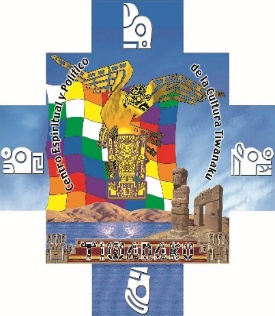 Centro Espiritual y Político
de la Cultura Tiwanaku
TIWANAKU